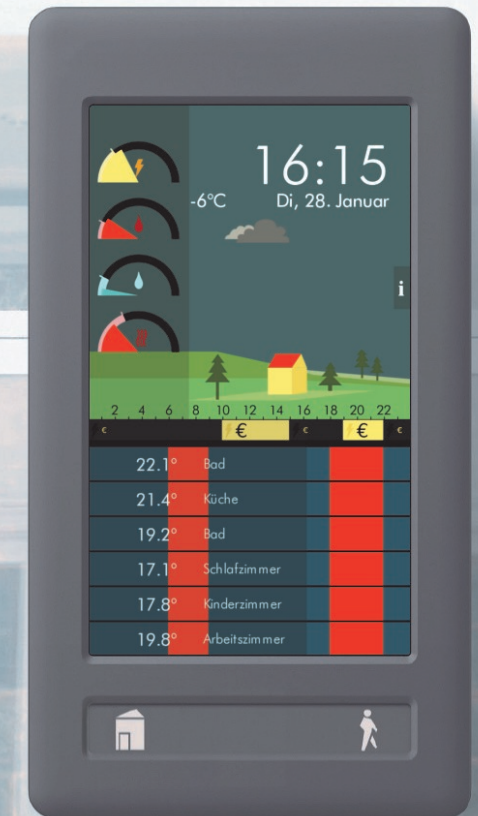 16:15
-6°C Di, 28. Januar
i
2 4 6 8 10 12 14 16 18 20 22
€ € € € €
22.1° Bad
21.4° Küche
19.2° Bad
17.1° Schlafzimmer
17.8° Kinderzimmer
19.8° Arbeitszimmer